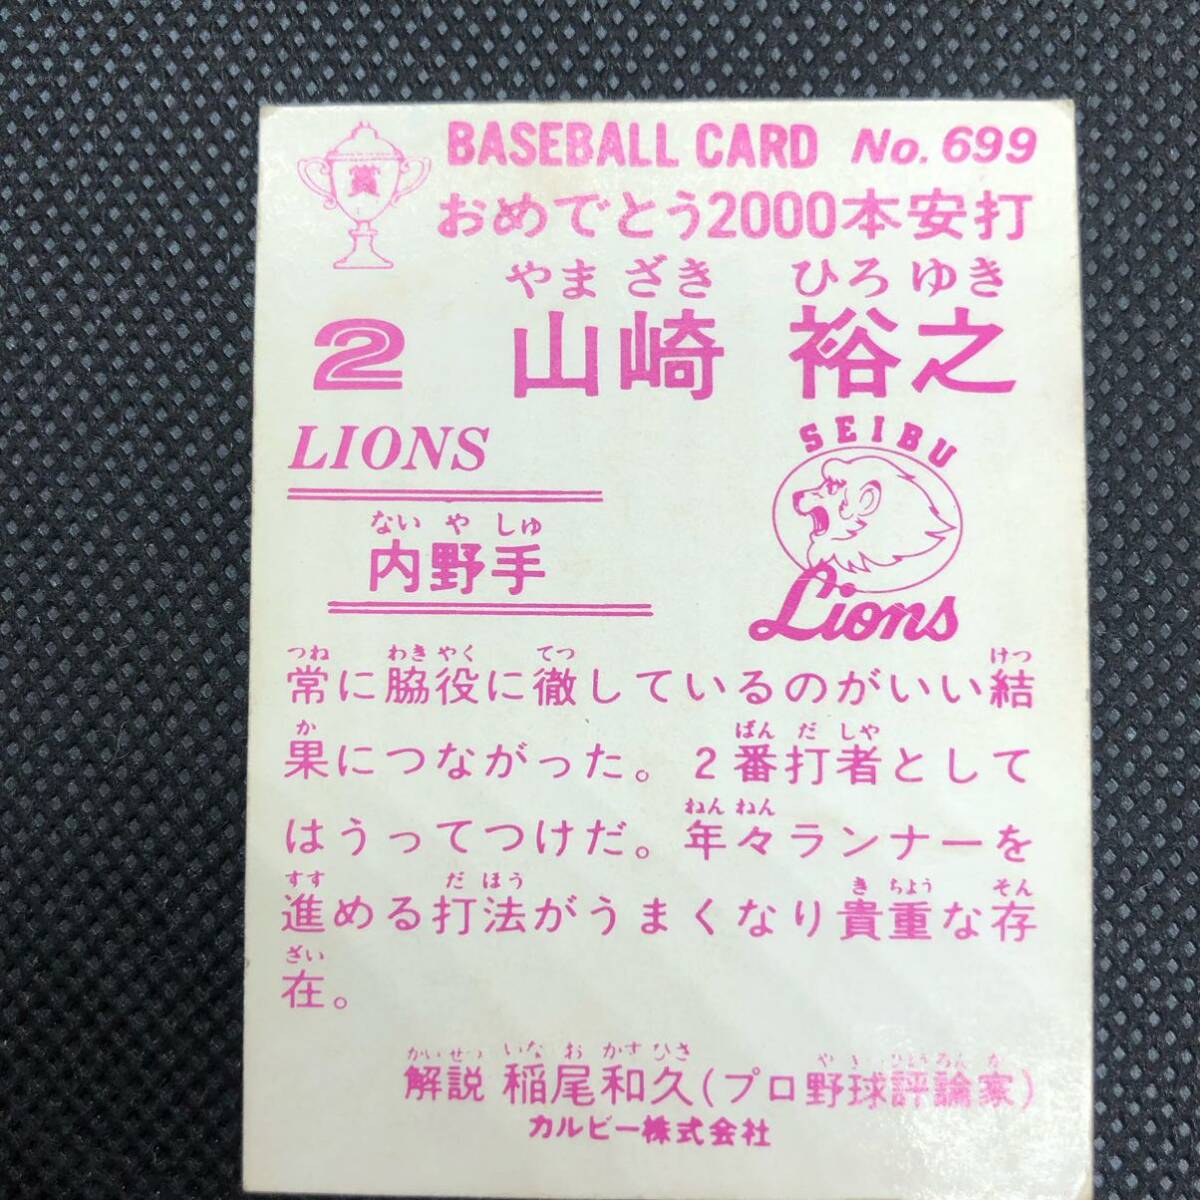 BASEBALL CARD No. 699
賞
おめでとう2000本安打
やま ざき ひろ ゆき
2 山崎 裕之
LIONS
SEIBU
ない や しゅ
内野手
Lions
つね わき やく てつ けつ
常に脇役に徹しているのがいい結
か ばん だ しや
果につながった。2番打者として
ねん ねん
はうってつけだ。年々ランナーを
すす だ ほう き ちょう そん
進める打法がうまくなり貴重な存
ざい
在。
かい せつ いな お かず ひさ や きゅうひょうろん か
解説 稲尾和久(プロ野球評論家)
カルビー株式会社